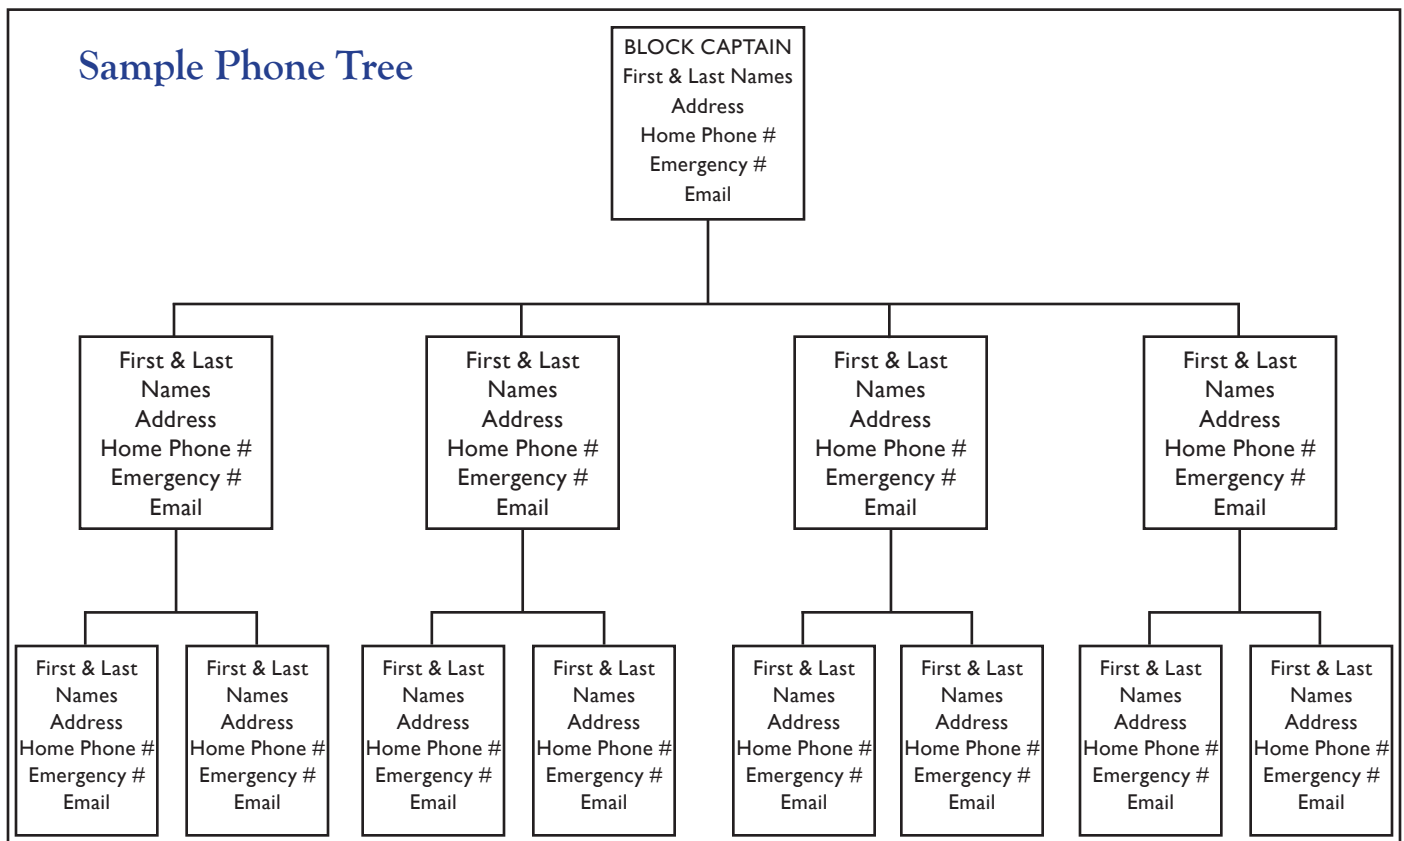 Sample Phone Tree
BLOCK CAPTAIN
First & Last Names
Address
Home Phone #
Emergency #
Email
First & Last
Names
Address
Home Phone #
Emergency #
Email
First & Last
Names
Address
Home Phone #
Emergency #
Email
First & Last
Names
Address
Home Phone #
Emergency #
Email
First & Last
Names
Address
Home Phone #
Emergency #
Email
First & Last
Names
Address
Home Phone #
Emergency #
Email
First & Last
Names
Address
Home Phone #
Emergency #
Email
First & Last
Names
Address
Home Phone #
Emergency #
Email
First & Last
Names
Address
Home Phone #
Emergency #
Email
First & Last
Names
Address
Home Phone #
Emergency #
Email
First & Last
Names
Address
Home Phone #
Emergency #
Email
First & Last
Names
Address
Home Phone #
Emergency #
Email
First & Last
Names
Address
Home Phone #
Emergency #
Email